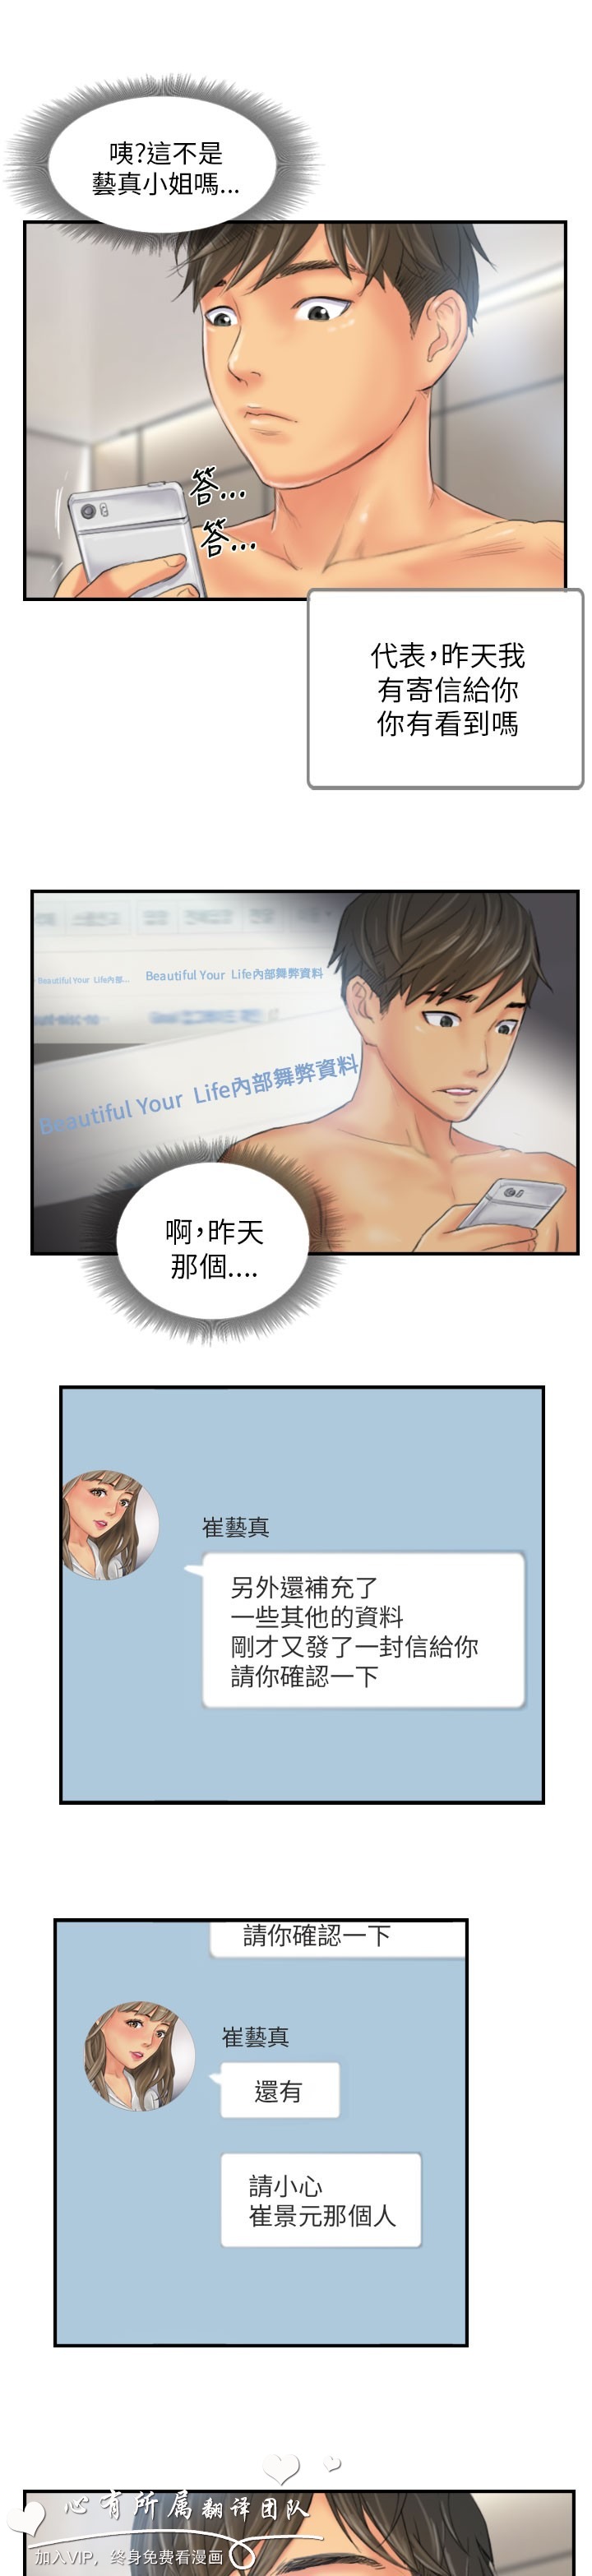 咦?這不是
藝真小姐嗎...
答...
答...
代表,昨天我
有寄信給你
你有看到嗎
Beautiful Your Life內部...
Beautiful Your Life內部舞弊資料
Beautiful Your Life內部舞弊資料
啊,昨天
那個....
崔藝真
另外還補充了
一些其他的資料
剛才又發了一封信給你
請你確認一下
請你確認一下
崔藝真
還有
請小心
崔景元那個人
心有所属翻译团队
加入VIP，终身免费看漫画